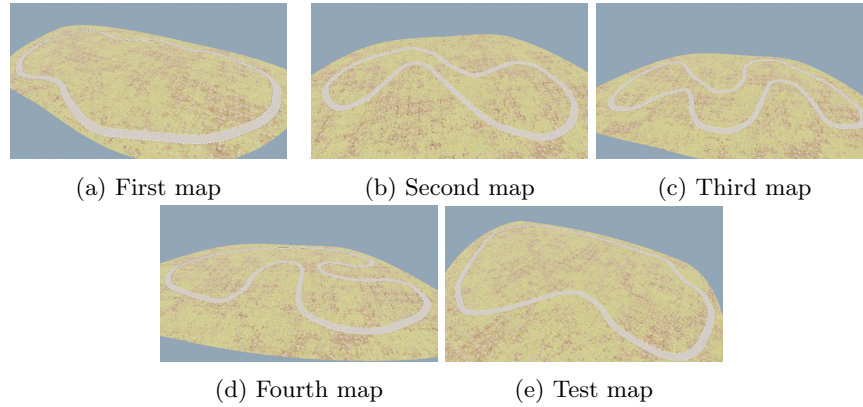 (a) First map
(b) Second map
(c) Third map
(d) Fourth map
(e) Test map